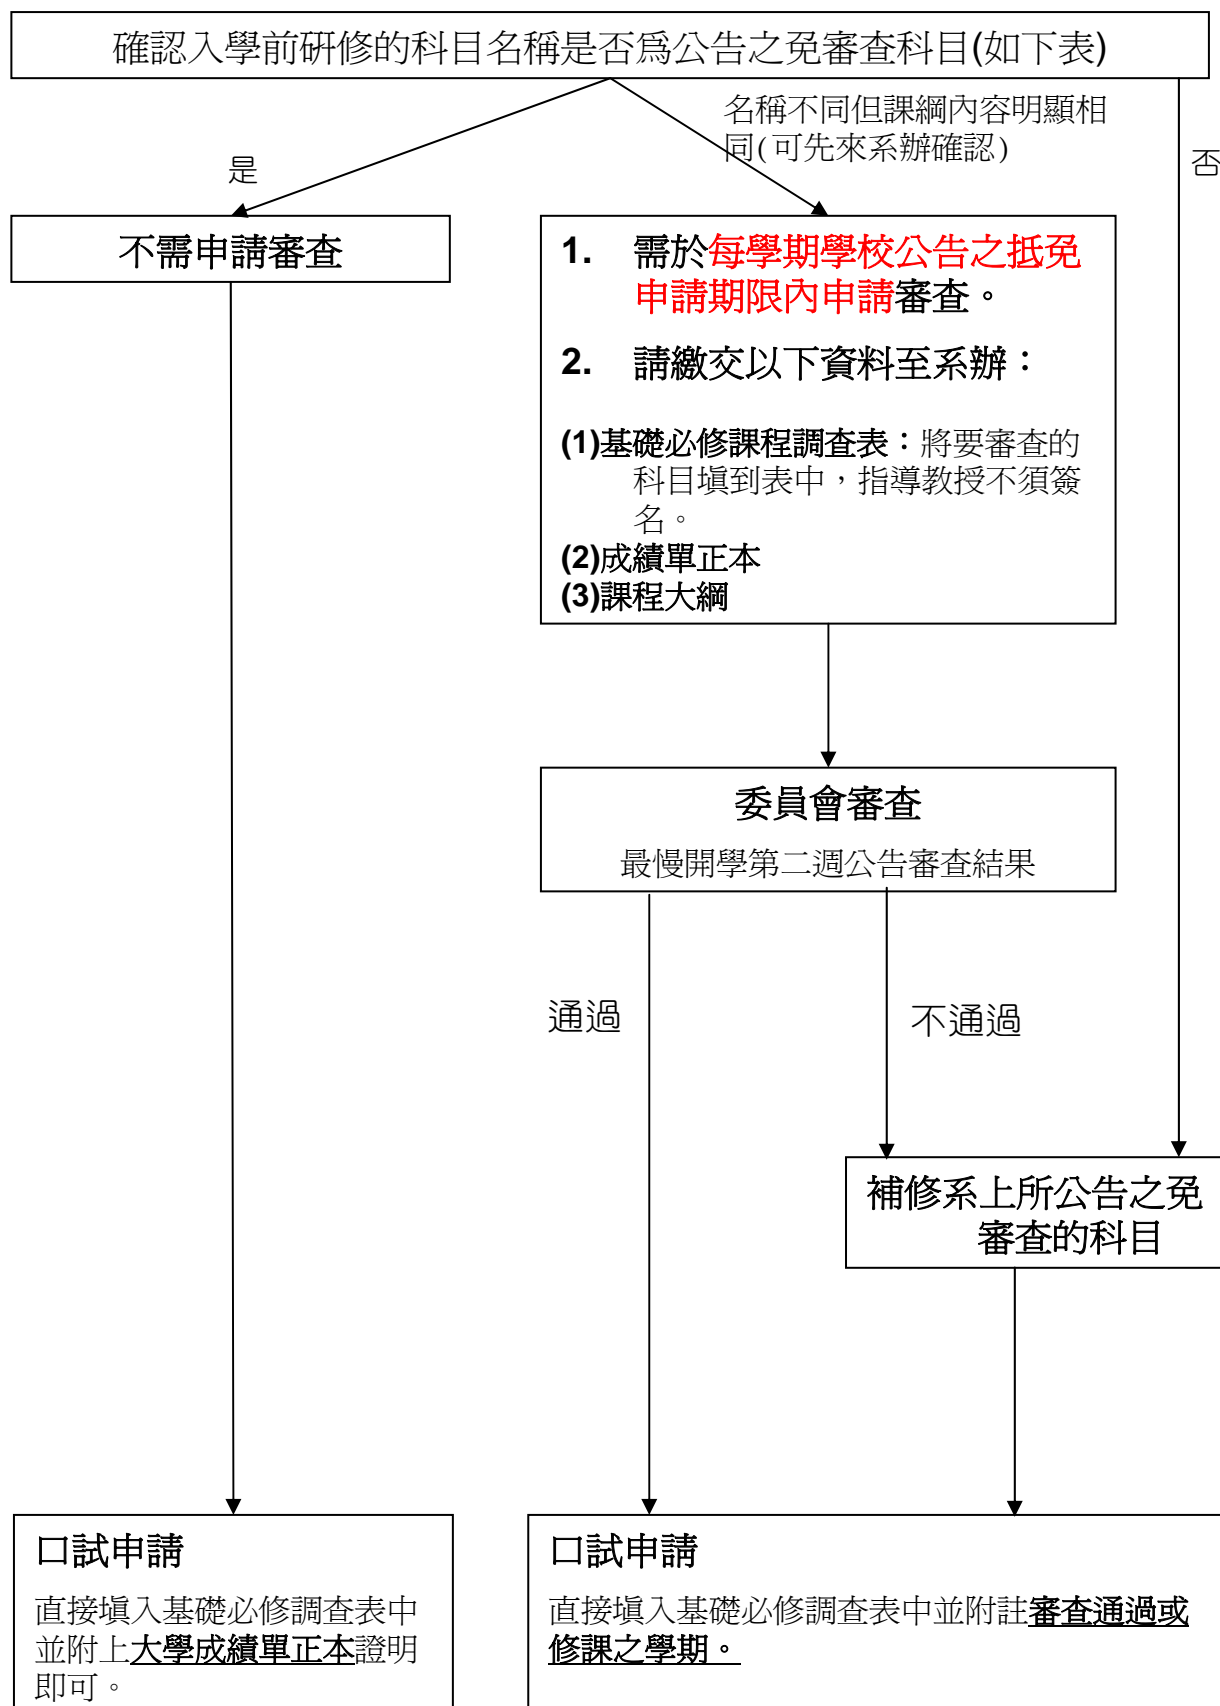 確認入學前研修的科目名稱是否為公告之免審查科目(如下表)
名稱不同但課綱內容明顯相
同(可先來系辦確認)
是
否
不需申請審查
1. 需於每學期學校公告之抵免
申請期限內申請審查。
2. 請繳交以下資料至系辦：
(1)基礎必修課程調查表：將要審查的
科目填到表中，指導教授不須簽
名。
(2)成績單正本
(3)課程大綱
委員會審查
最慢開學第二週公告審查結果
通過
不通過
補修系上所公告之免
審查的科目
口試申請
直接填入基礎必修調查表中
並附上大學成績單正本證明
即可。
口試申請
直接填入基礎必修調查表中並附註審查通過或
修課之學期。